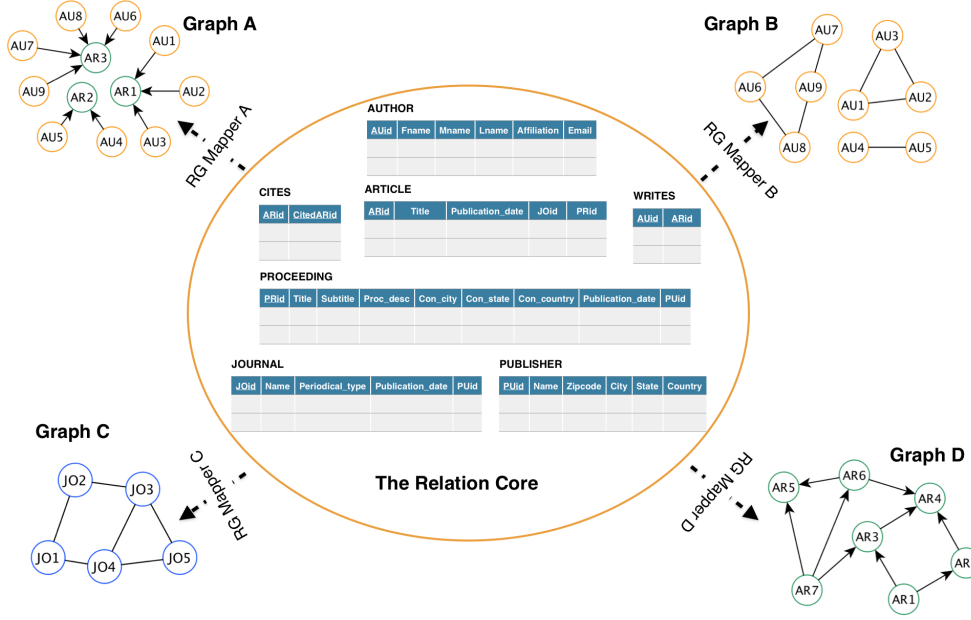 Graph A
AU8
AU6
AU7
AR3
AU1
AU9
AR2
AR1
AU2
AU5
AU4
AU3
RG Mapper A
Graph B
AU7
AU3
AU6
AU9
AU1
AU2
AU8
AU4
AU5
RG Mapper B
AUTHOR
AUid Fname Mname Lname Affiliation Email
CITES
ARid CitedARid
ARTICLE
ARid Title Publication_date JOid PRid
WRITES
AUid ARid
PROCEEDING
PRid Title Subtitle Proc_desc Con_city Con_state Con_country Publication_date PUid
JOURNAL
JOid Name Periodical_type Publication_date PUid
PUBLISHER
PUid Name Zipcode City State Country
The Relation Core
Graph C
RG Mapper C
JO2
JO3
JO1
JO4
JO5
RG Mapper D
Graph D
AR5
AR6
AR4
AR3
AR
AR7
AR1